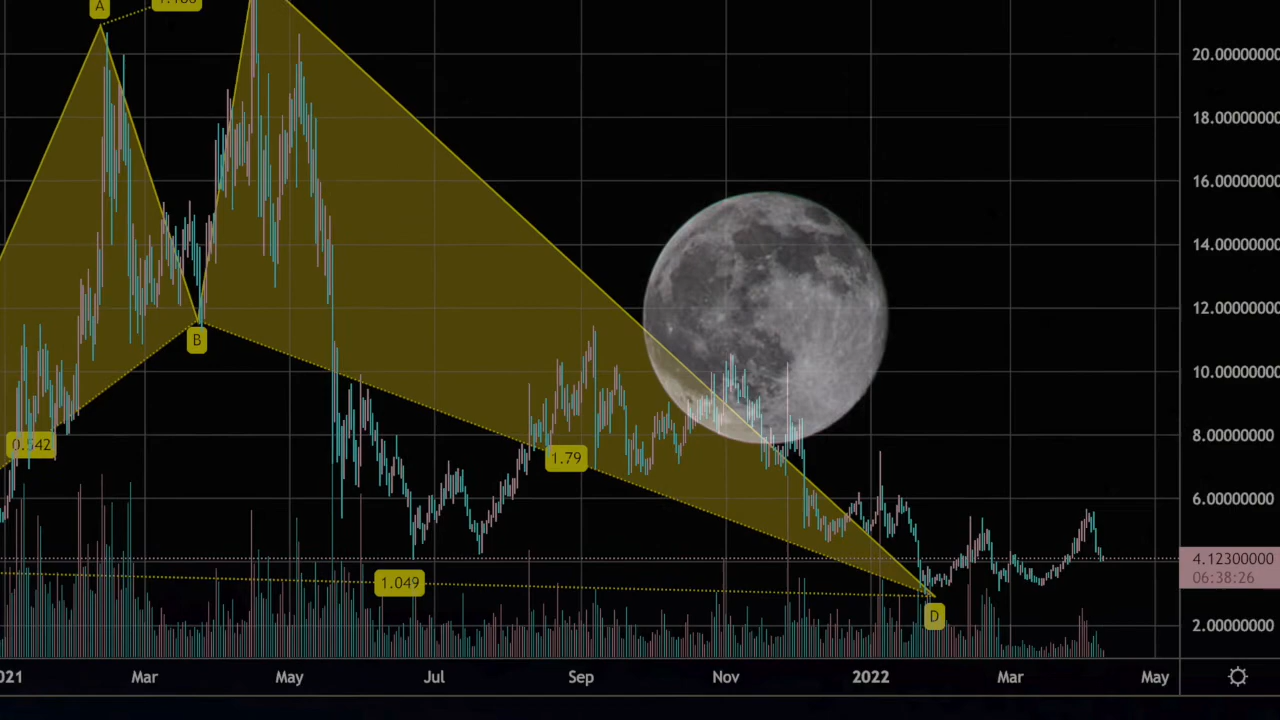 A
20.00000000
18.00000000
16.00000000
14.00000000
12.00000000
B
10.00000000
0.542
8.00000000
1.79
6.00000000
4.12300000
06:38:26
1.049
D
2.00000000
021
Mar
May
Jul
Sep
Nov
2022
Mar
May